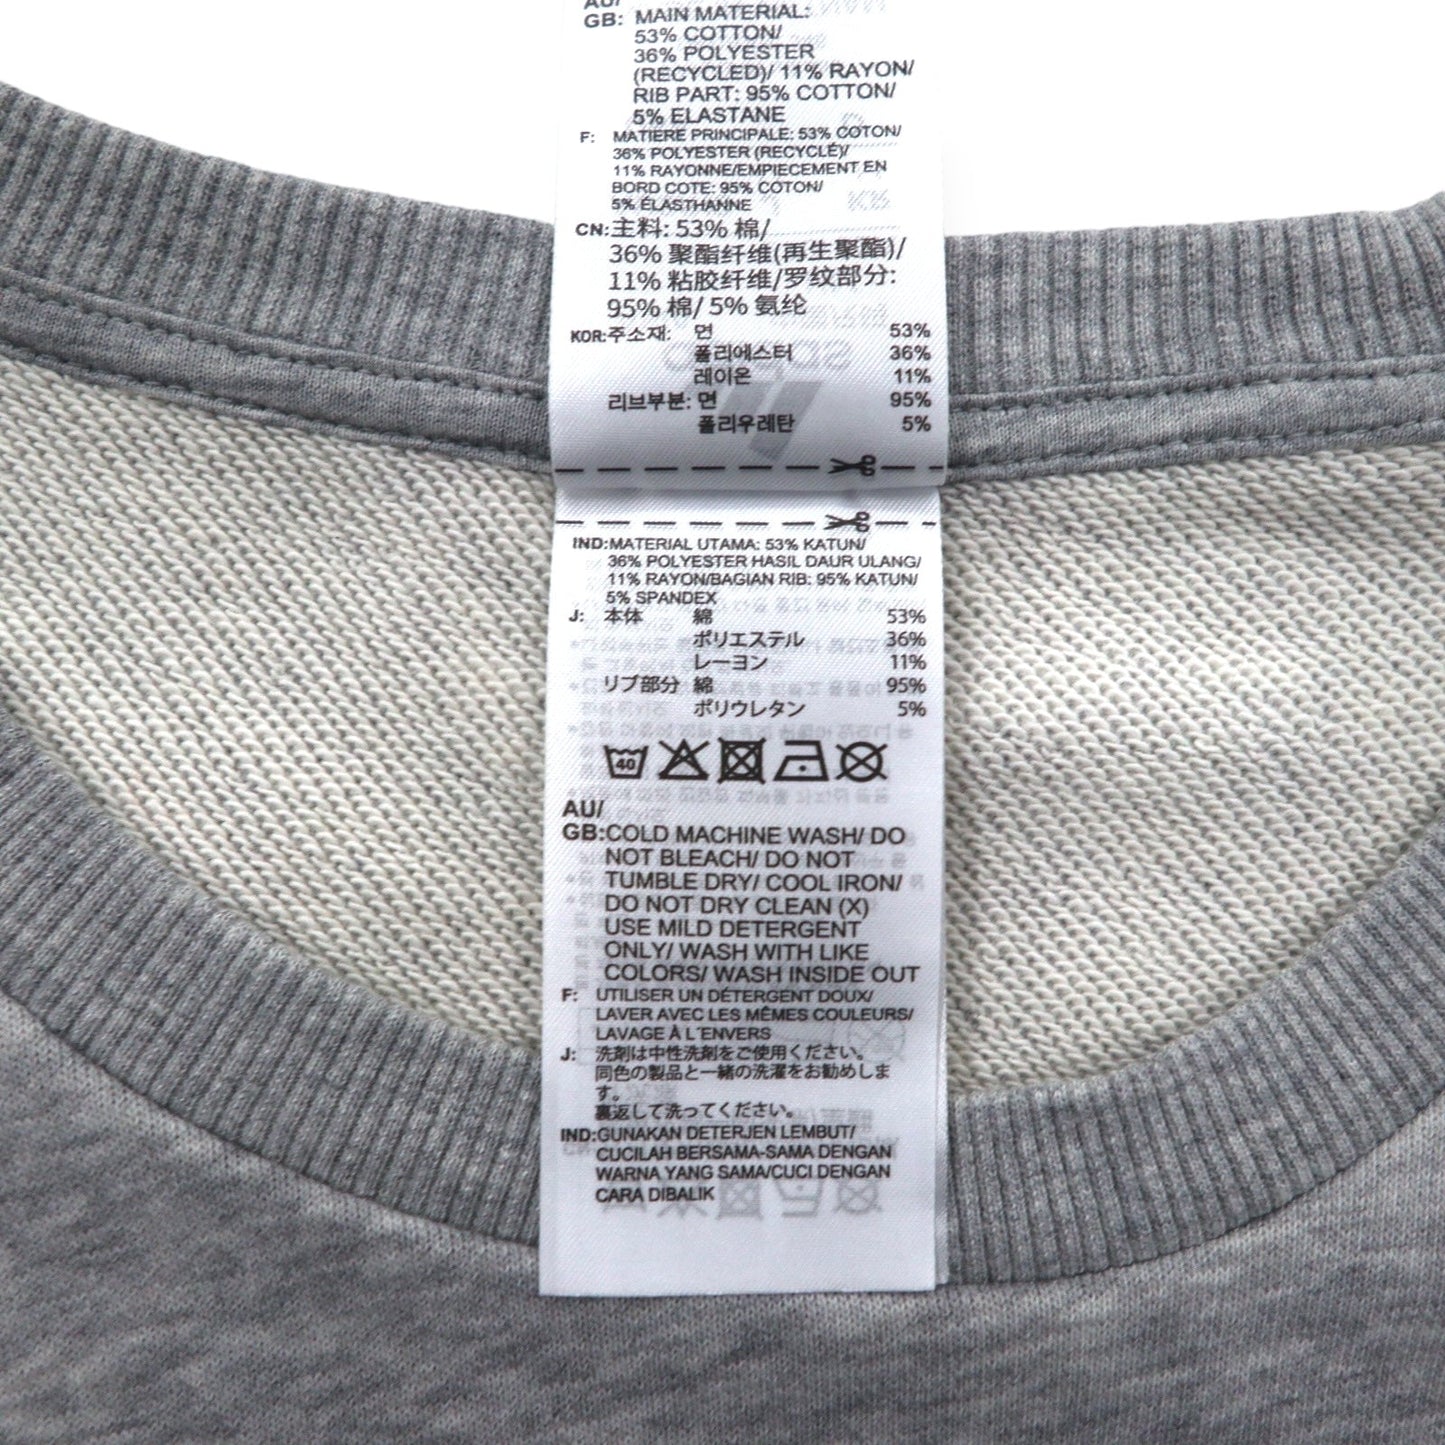 AU/
GB: MAIN MATERIAL:
53% COTTON/
36% POLYESTER
(RECYCLED)/ 11% RAYON/
RIB PART: 95% COTTON/
5% ELASTANE
F: MATIERE PRINCIPALE: 53% COTON/
36% POLYESTER (RECYCLÉ)/
11% RAYONNE/EMPIECEMENT EN
BORD COTE: 95% COTON/
5% ÉLASTHANNE
CN:主料: 53% 棉/
36% 聚酯纤维(再生聚酯)/
11% 粘胶纤维/罗纹部分:
95% 棉/ 5% 氨纶
KOR:주소재: 면 53%
폴리에스터 36%
레이온 11%
리브부분: 면 95%
폴리우레탄 5%
IND:MATERIAL UTAMA: 53% KATUN/
36% POLYESTER HASIL DAUR ULANG/
11% RAYON/BAGIAN RIB: 95% KATUN/
5% SPANDEX
J: 本体 綿 53%
ポリエステル 36%
レーヨン 11%
リブ部分 綿 95%
ポリウレタン 5%
40
AU/
GB:COLD MACHINE WASH/ DO
NOT BLEACH/ DO NOT
TUMBLE DRY/ COOL IRON/
DO NOT DRY CLEAN (X)
USE MILD DETERGENT
ONLY/ WASH WITH LIKE
COLORS/ WASH INSIDE OUT
F: UTILISER UN DÉTERGENT DOUX/
LAVER AVEC LES MÊMES COULEURS/
LAVAGE À L'ENVERS
J: 洗剤は中性洗剤をご使用ください。
同色の製品と一緒の洗濯をお勧めしま
す。
裏返して洗ってください。
IND:GUNAKAN DETERJEN LEMBUT/
CUCILAH BERSAMA-SAMA DENGAN
WARNA YANG SAMA/CUCI DENGAN
CARA DIBALIK